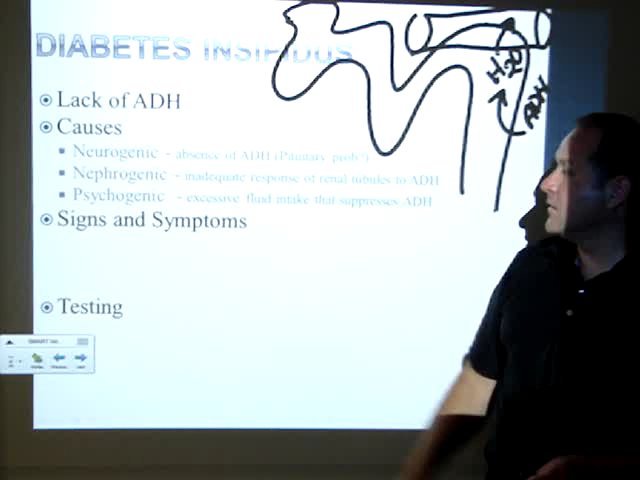 DIABETES INSIPIDUS
H2O
ADH
Lack of ADH
Causes
Neurogenic - absence of ADH (Pituitary prob?)
Nephrogenic - inadequate response of renal tubules to ADH
Psychogenic - excessive fluid intake that suppresses ADH
Signs and Symptoms
Testing